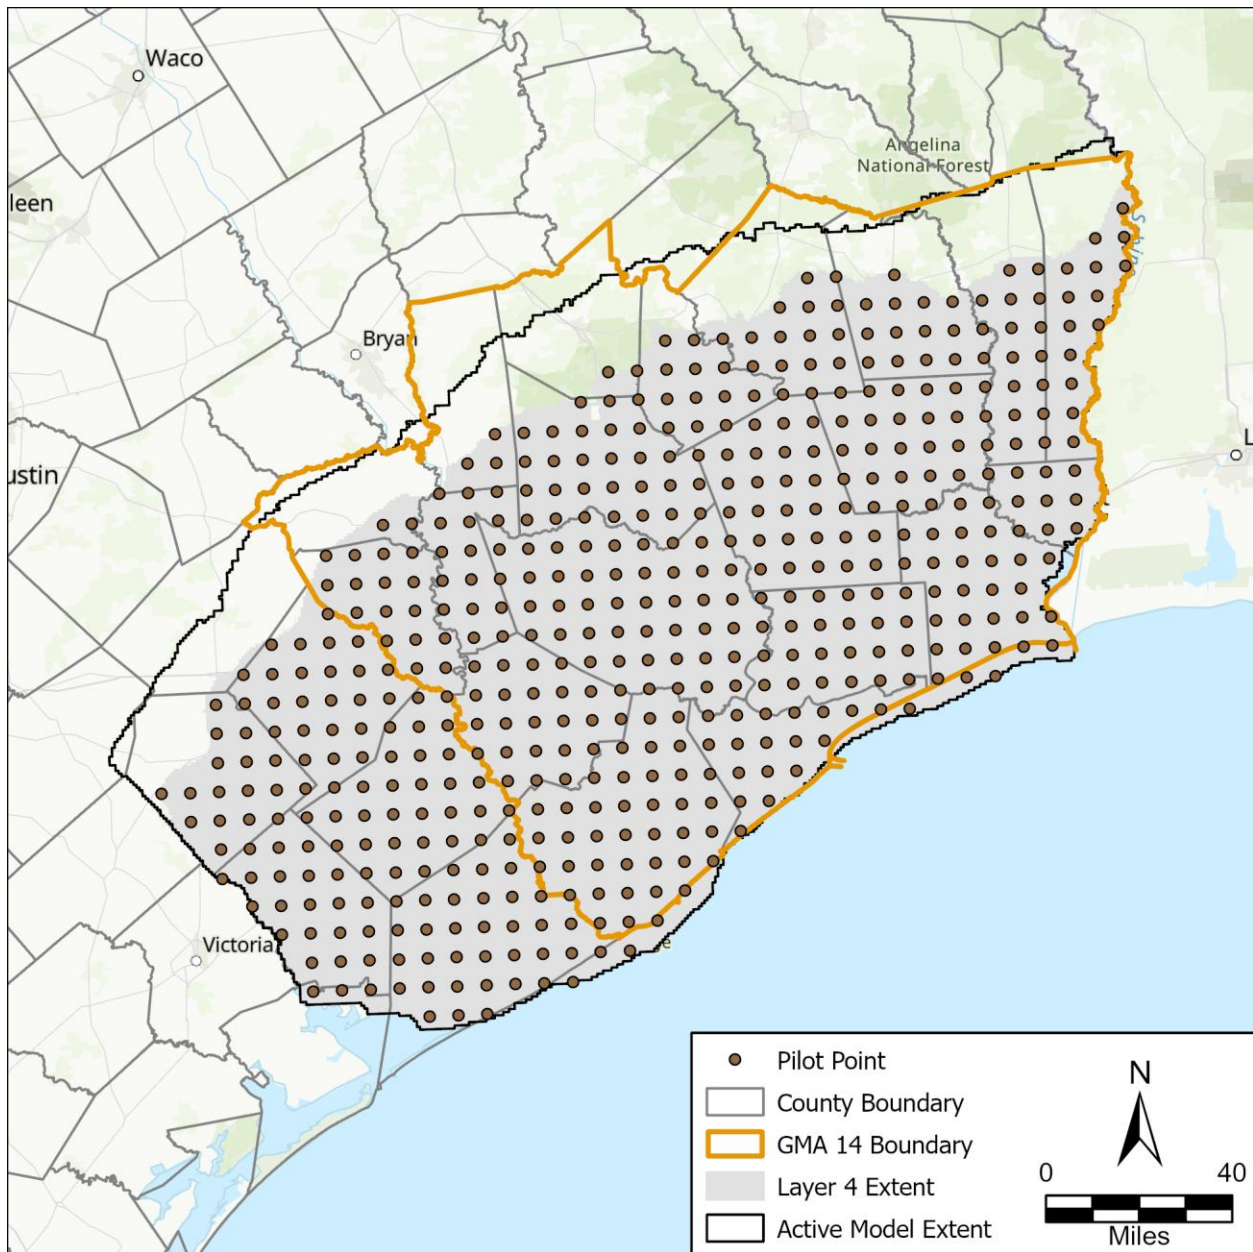 Waco
Angelina
National Forest
leen
Sabine
Bryan
L
ustin
Victoria
e
Pilot Point
County Boundary
GMA 14 Boundary
Layer 4 Extent
Active Model Extent
N
0 40
Miles